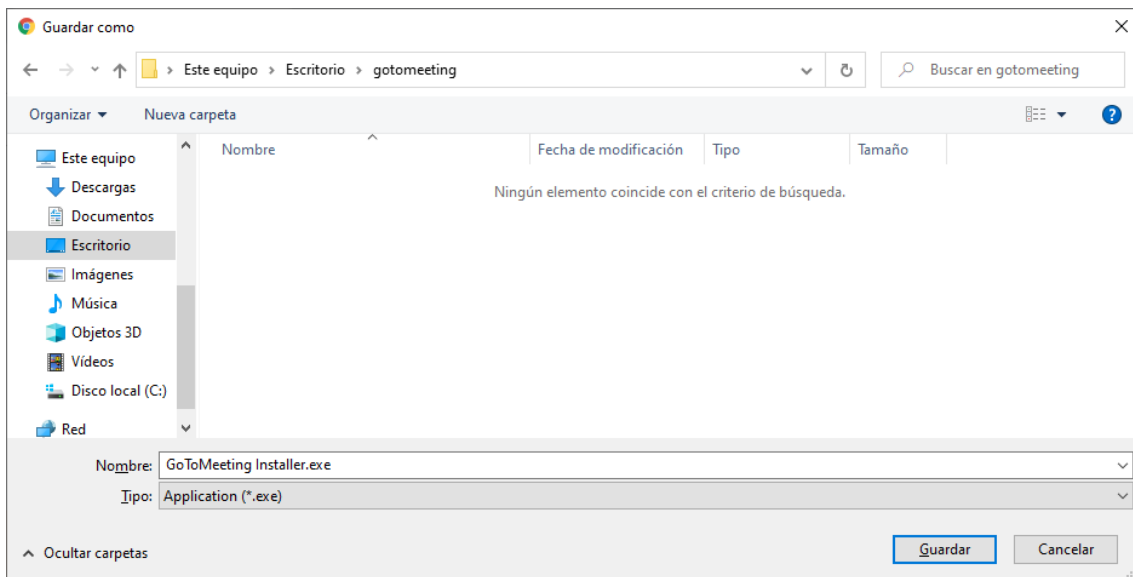 Guardar como
Este equipo > Escritorio > gotomeeting
Buscar en gotomeeting
Organizar
Nueva carpeta
Nombre
Fecha de modificación
Tipo
Tamaño
Ningún elemento coincide con el criterio de búsqueda.
Este equipo
Descargas
Documentos
Escritorio
Imágenes
Música
Objetos 3D
Vídeos
Disco local (C:)
Red
Nombre: GoToMeeting Installer.exe
Tipo: Application (*.exe)
Ocultar carpetas
Guardar
Cancelar